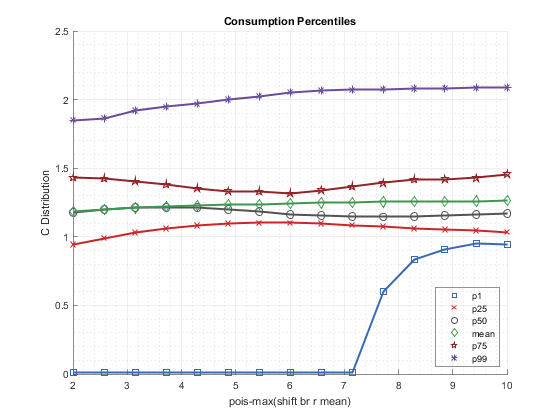 Consumption Percentiles
2.5
2
1.5
1
0.5
0
C Distribution
2 3 4 5 6 7 8 9 10
pois-max(shift br r mean)
p1
p25
p50
mean
p75
p99